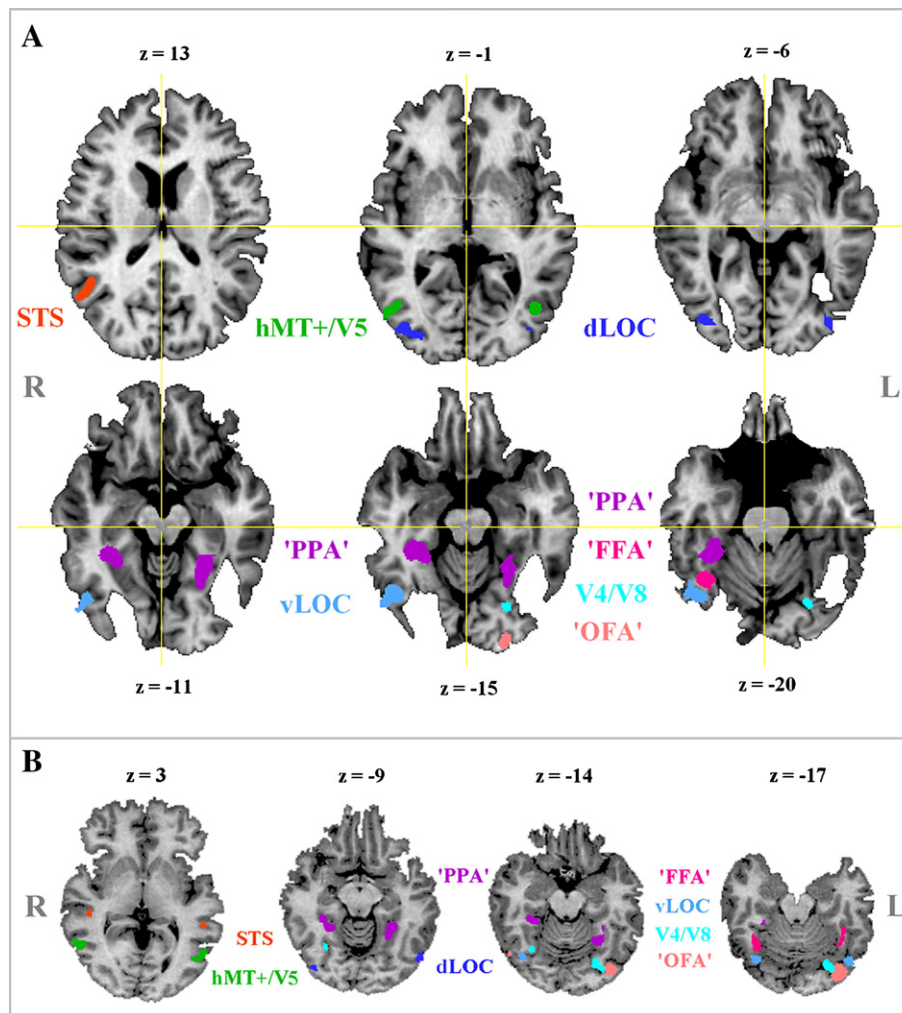 A
z = 13
z = -1
z = -6
STS
hMT+/V5
dLOC
R
L
'PPA'
'PPA'
'FFA'
vLOC
V4/V8
'OFA'
z = -11
z = -15
z = -20
B
z = 3
z = -9
z = -14
z = -17
'PPA'
'FFA'
R
vLOC
L
STS
V4/V8
hMT+/V5
dLOC
'OFA'